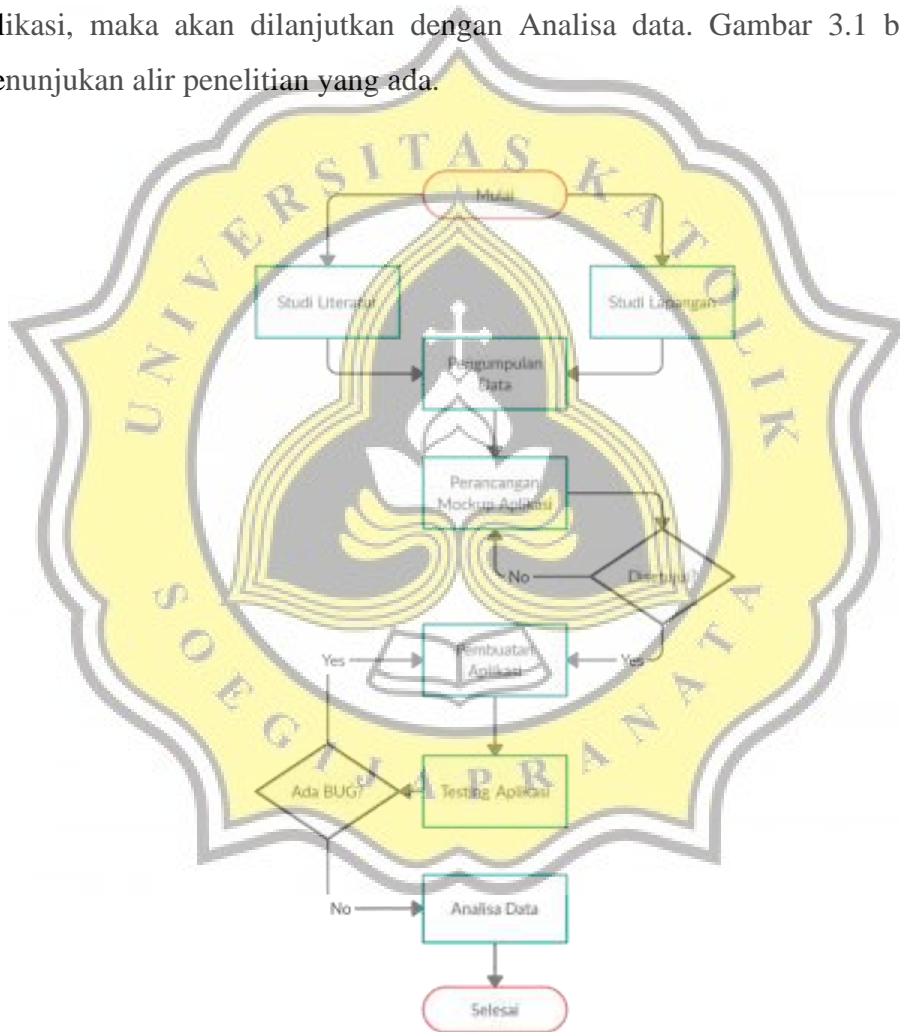 likasi, maka akan dilanjutkan dengan Analisa data. Gambar 3.1 b
enunjukan alir penelitian yang ada.
UNIVERSITAS KATOLIK
Mulai
Studi Literatur
Studi Lapangan
Pengumpulan
Data
Perancangan
Mockup Aplikasi
No
Disetujui?
Yes
Pembuatan
Aplikasi
Yes
Ada BUG?
Testing Aplikasi
No
Analisa Data
Selesai
SOEGIJAPRANATA